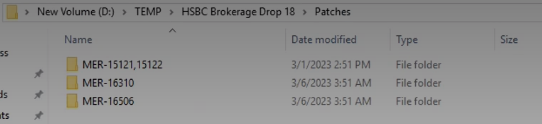 New Volume (D:) > TEMP > HSBC Brokerage Drop 18 > Patches
Name Date modified Type Size
ss
MER-15121,15122 3/1/2023 2:51 PM File folder
MER-16310 3/6/2023 3:51 AM File folder
ds MER-16506 3/6/2023 3:51 AM File folder
nts